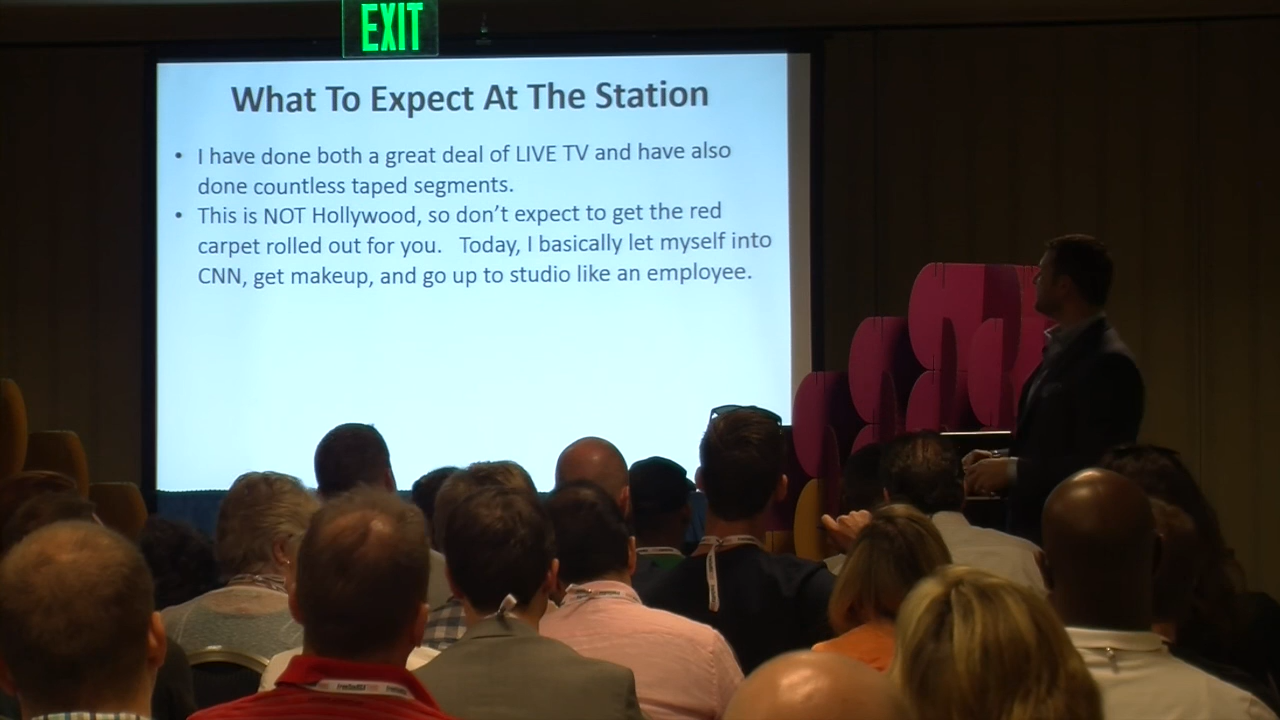 EXIT
What To Expect At The Station
• I have done both a great deal of LIVE TV and have also
done countless taped segments.
• This is NOT Hollywood, so don't expect to get the red
carpet rolled out for you. Today, I basically let myself into
CNN, get makeup, and go up to studio like an employee.